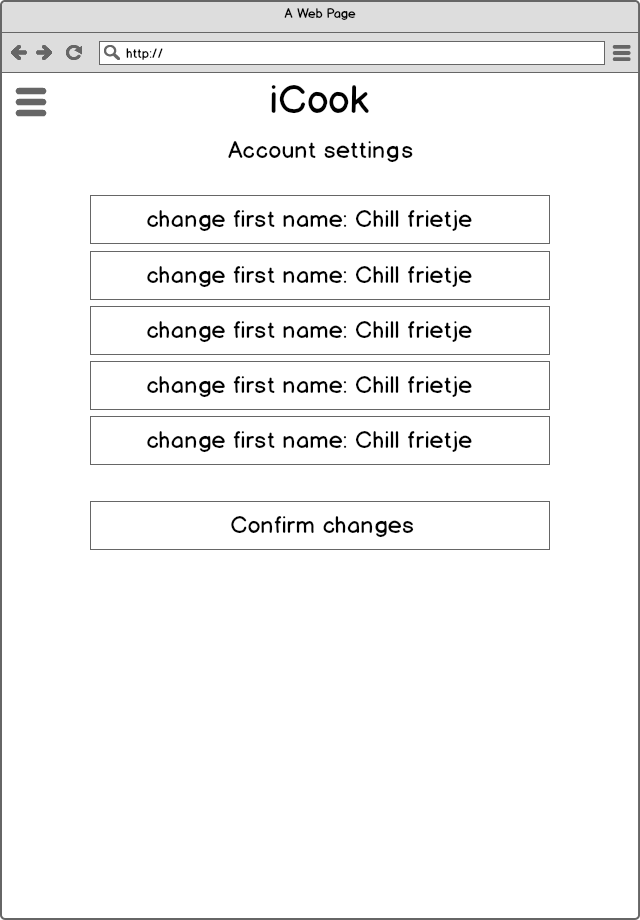 A Web Page
http://
iCook
Account settings
change first name: Chill frietje
change first name: Chill frietje
change first name: Chill frietje
change first name: Chill frietje
change first name: Chill frietje
Confirm changes